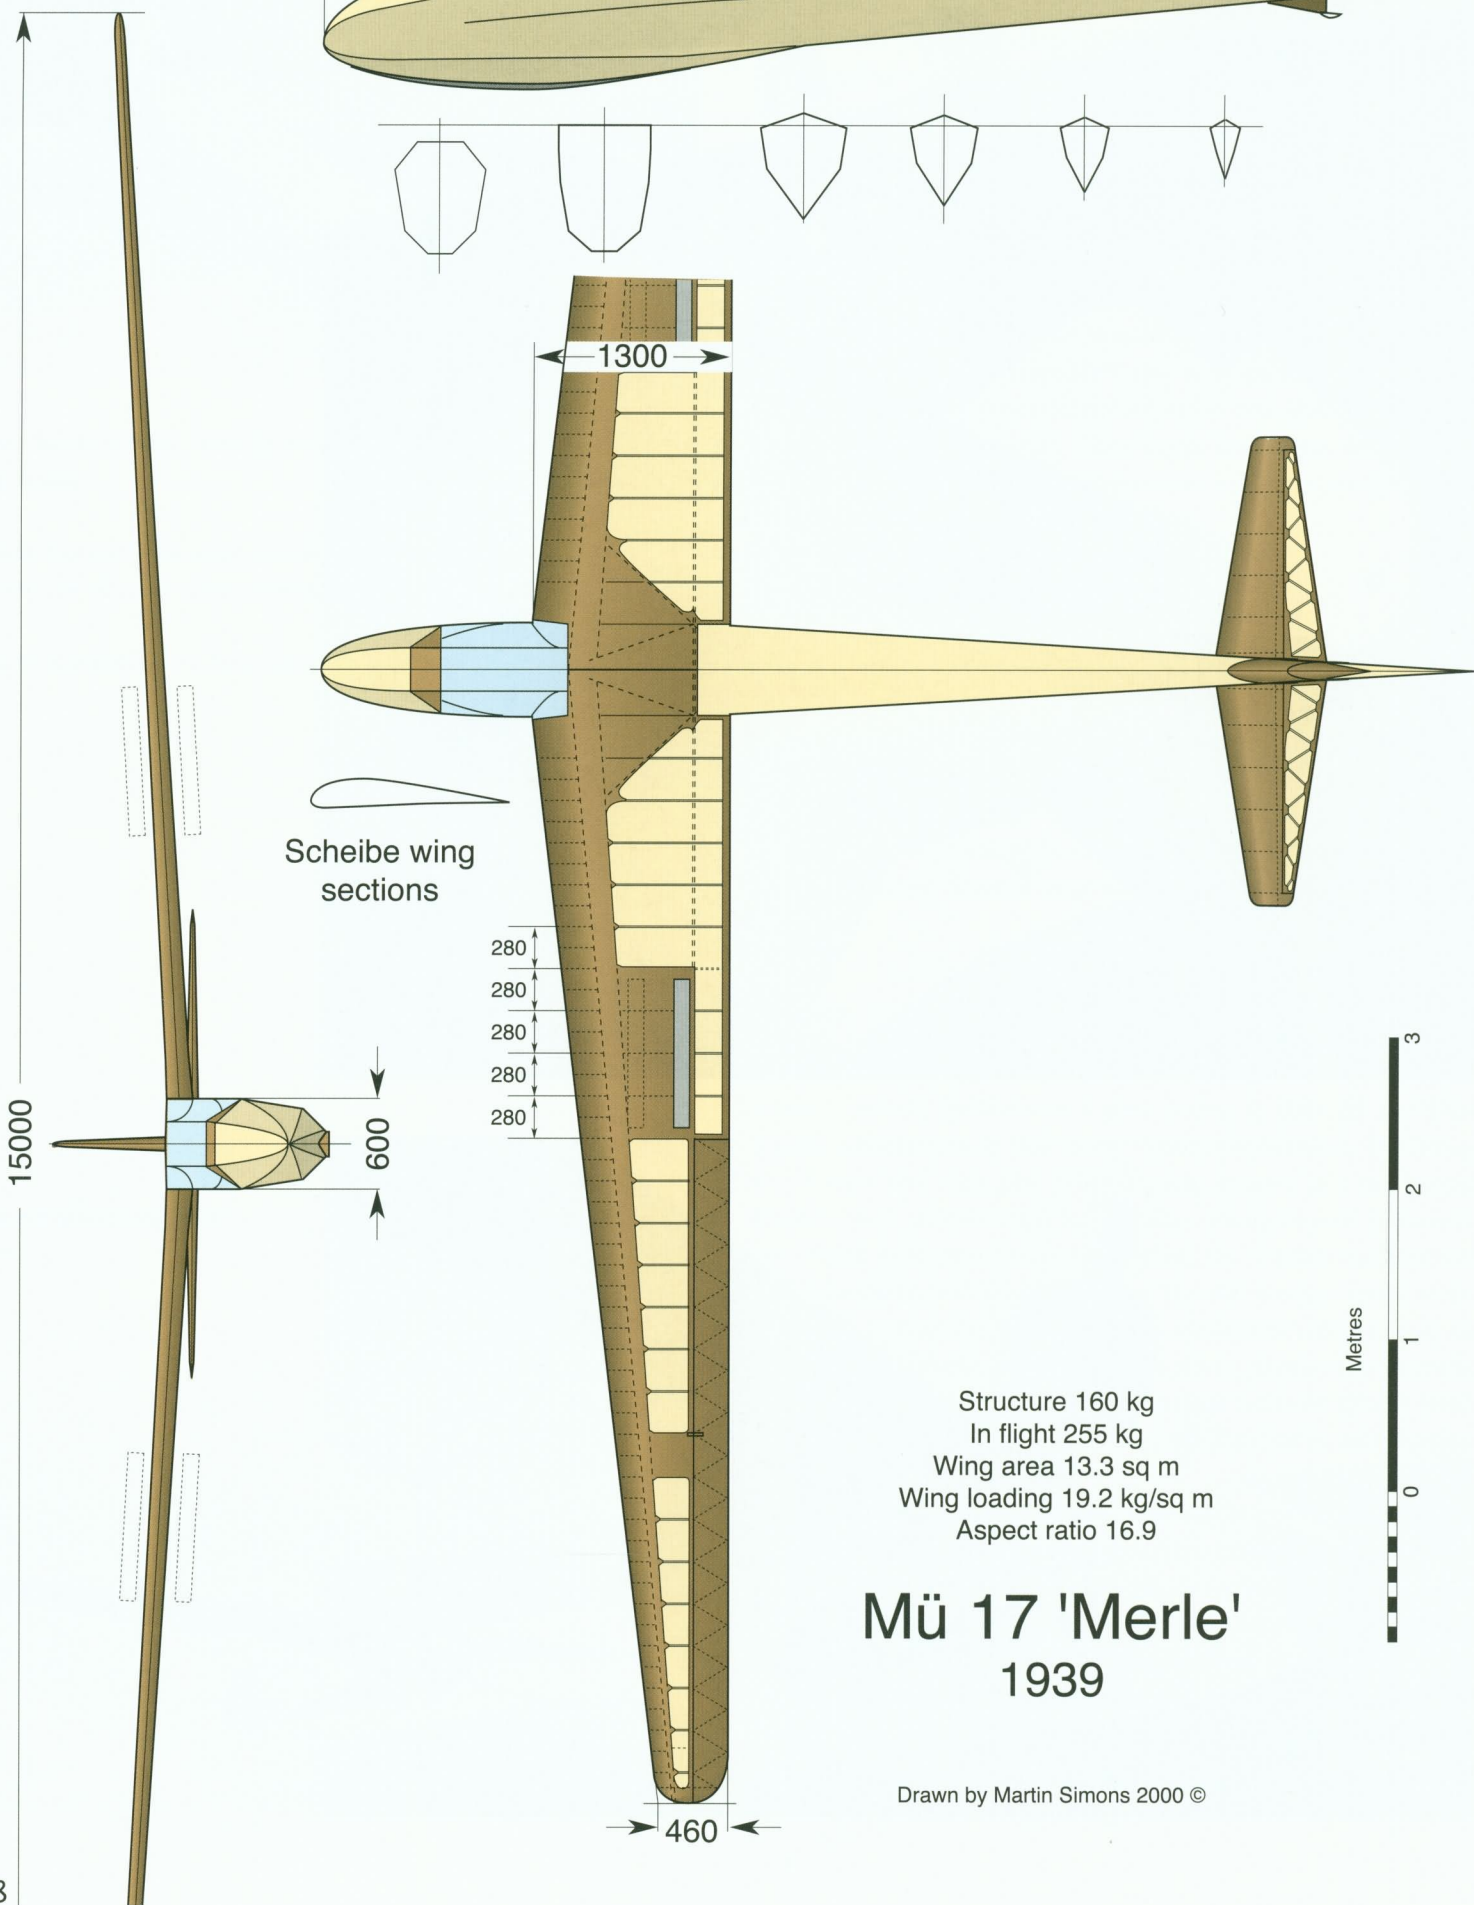 1300
Scheibe wing
sections
280
280
280
280
280
15000
600
3
2
1
0
Metres
Structure 160 kg
In flight 255 kg
Wing area 13.3 sq m
Wing loading 19.2 kg/sq m
Aspect ratio 16.9
Mü 17 'Merle'
1939
Drawn by Martin Simons 2000 ©
460